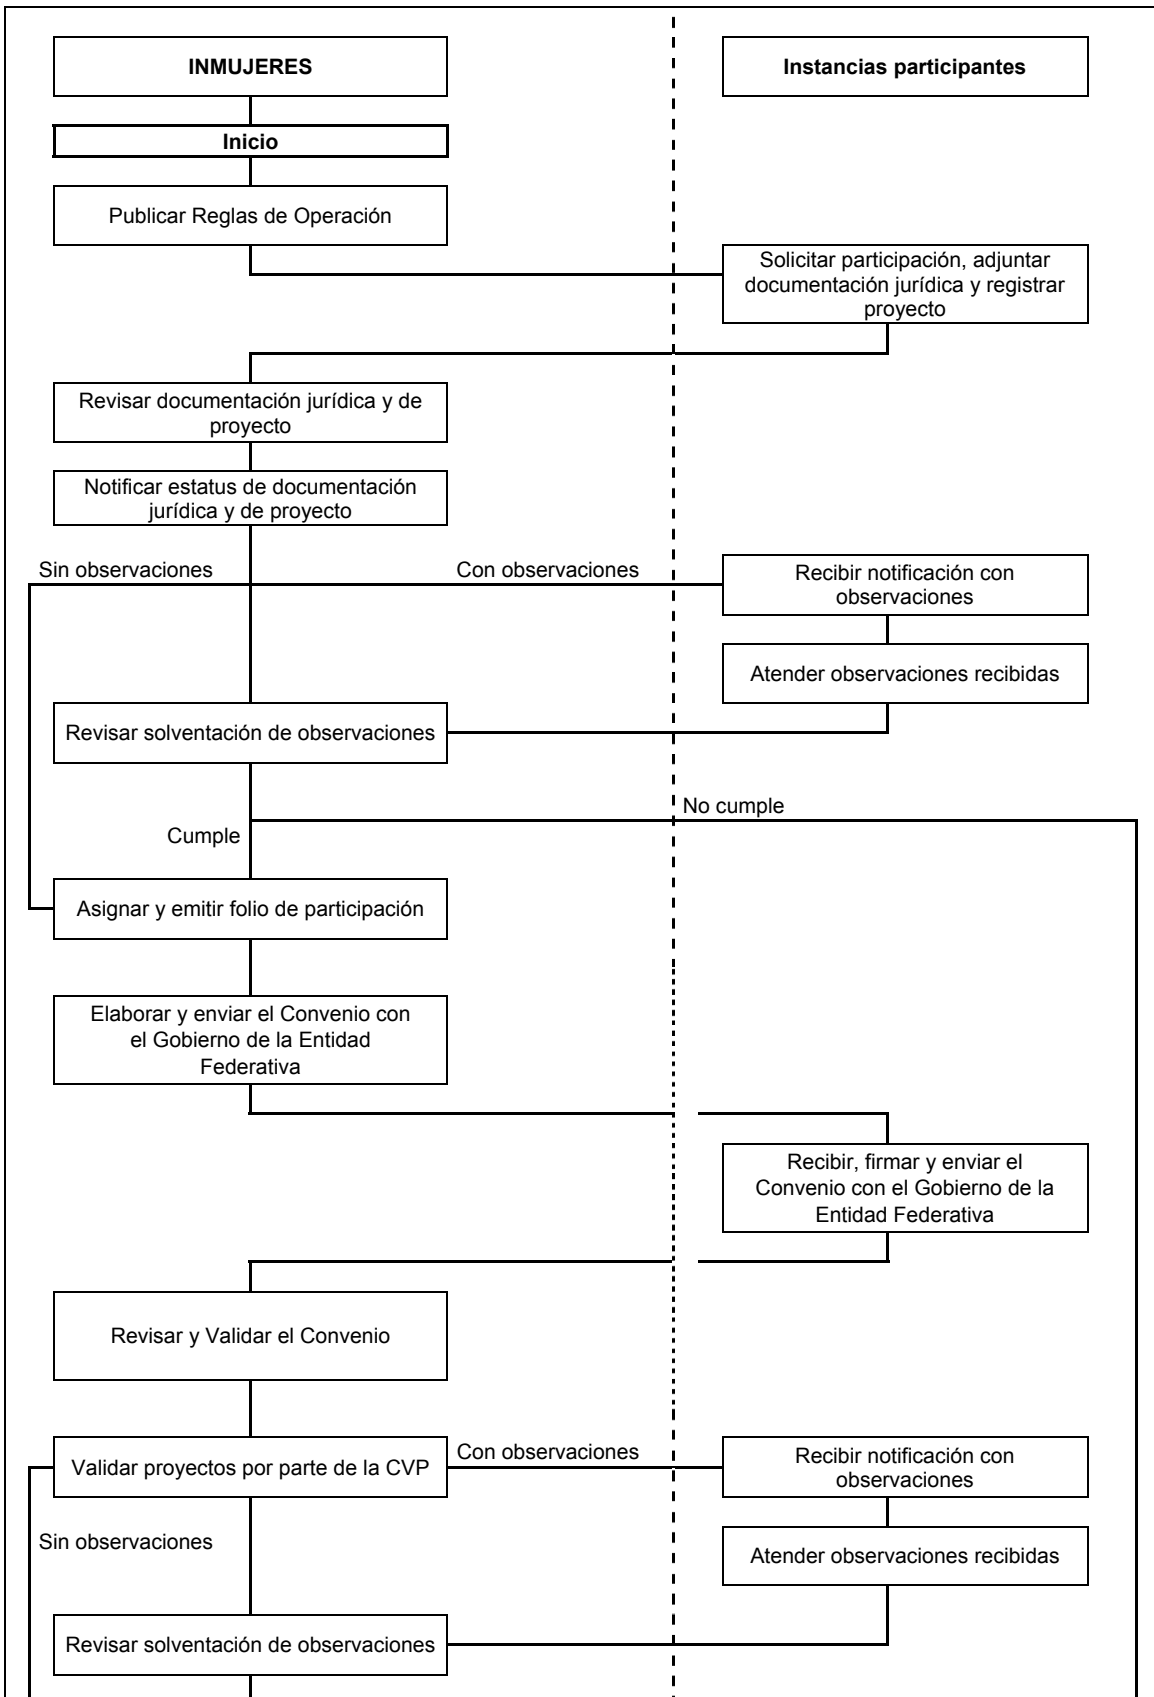 INMUJERES
Instancias participantes
Inicio
Publicar Reglas de Operación
Solicitar participación, adjuntar
documentación jurídica y registrar
proyecto
Revisar documentación jurídica y de
proyecto
Notificar estatus de documentación
jurídica y de proyecto
Sin observaciones
Con observaciones
Recibir notificación con
observaciones
Atender observaciones recibidas
Revisar solventación de observaciones
No cumple
Cumple
Asignar y emitir folio de participación
Elaborar y enviar el Convenio con
el Gobierno de la Entidad
Federativa
Recibir, firmar y enviar el
Convenio con el Gobierno de la
Entidad Federativa
Revisar y Validar el Convenio
Validar proyectos por parte de la CVP
Con observaciones
Recibir notificación con
observaciones
Sin observaciones
Atender observaciones recibidas
Revisar solventación de observaciones